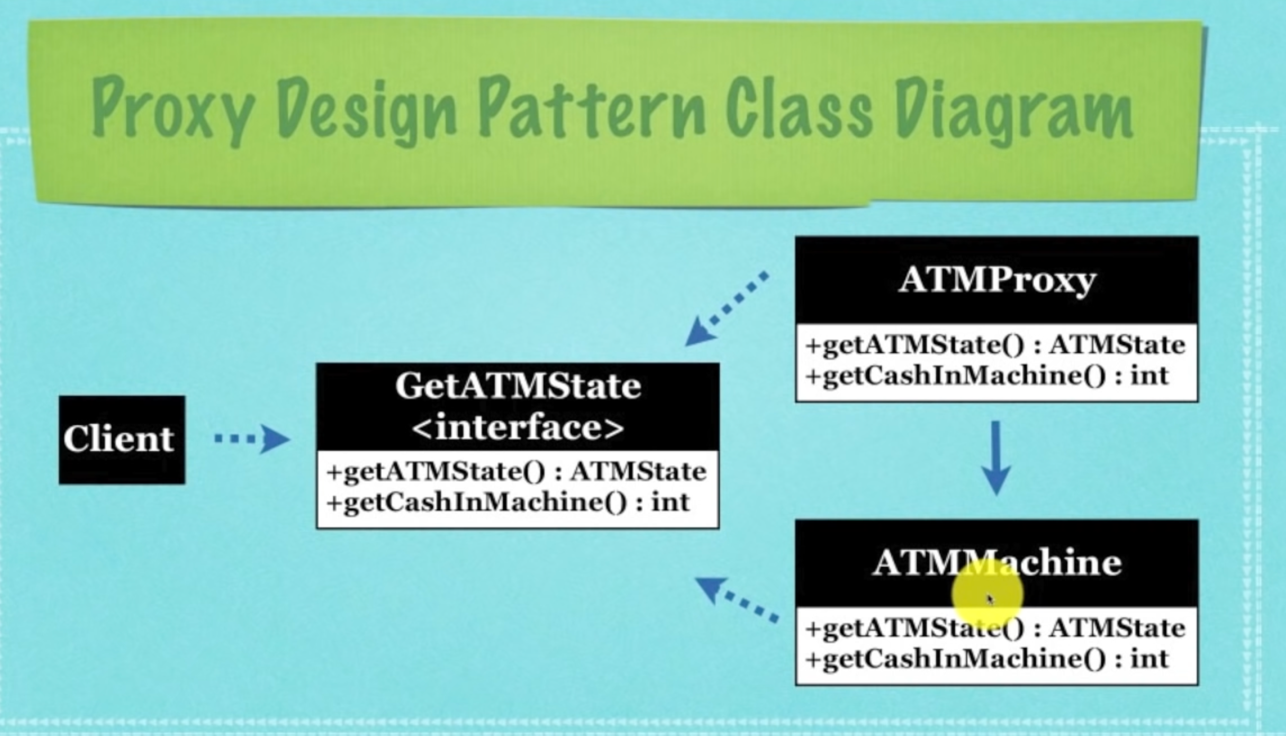 Proxy Design Pattern Class Diagram
ATMProxy
+getATMState() : ATMState
+getCashInMachine() : int
GetATMState
<interface>
+getATMState() : ATMState
+getCashInMachine() : int
Client
ATMMachine
+getATMState() : ATMState
+getCashInMachine() : int